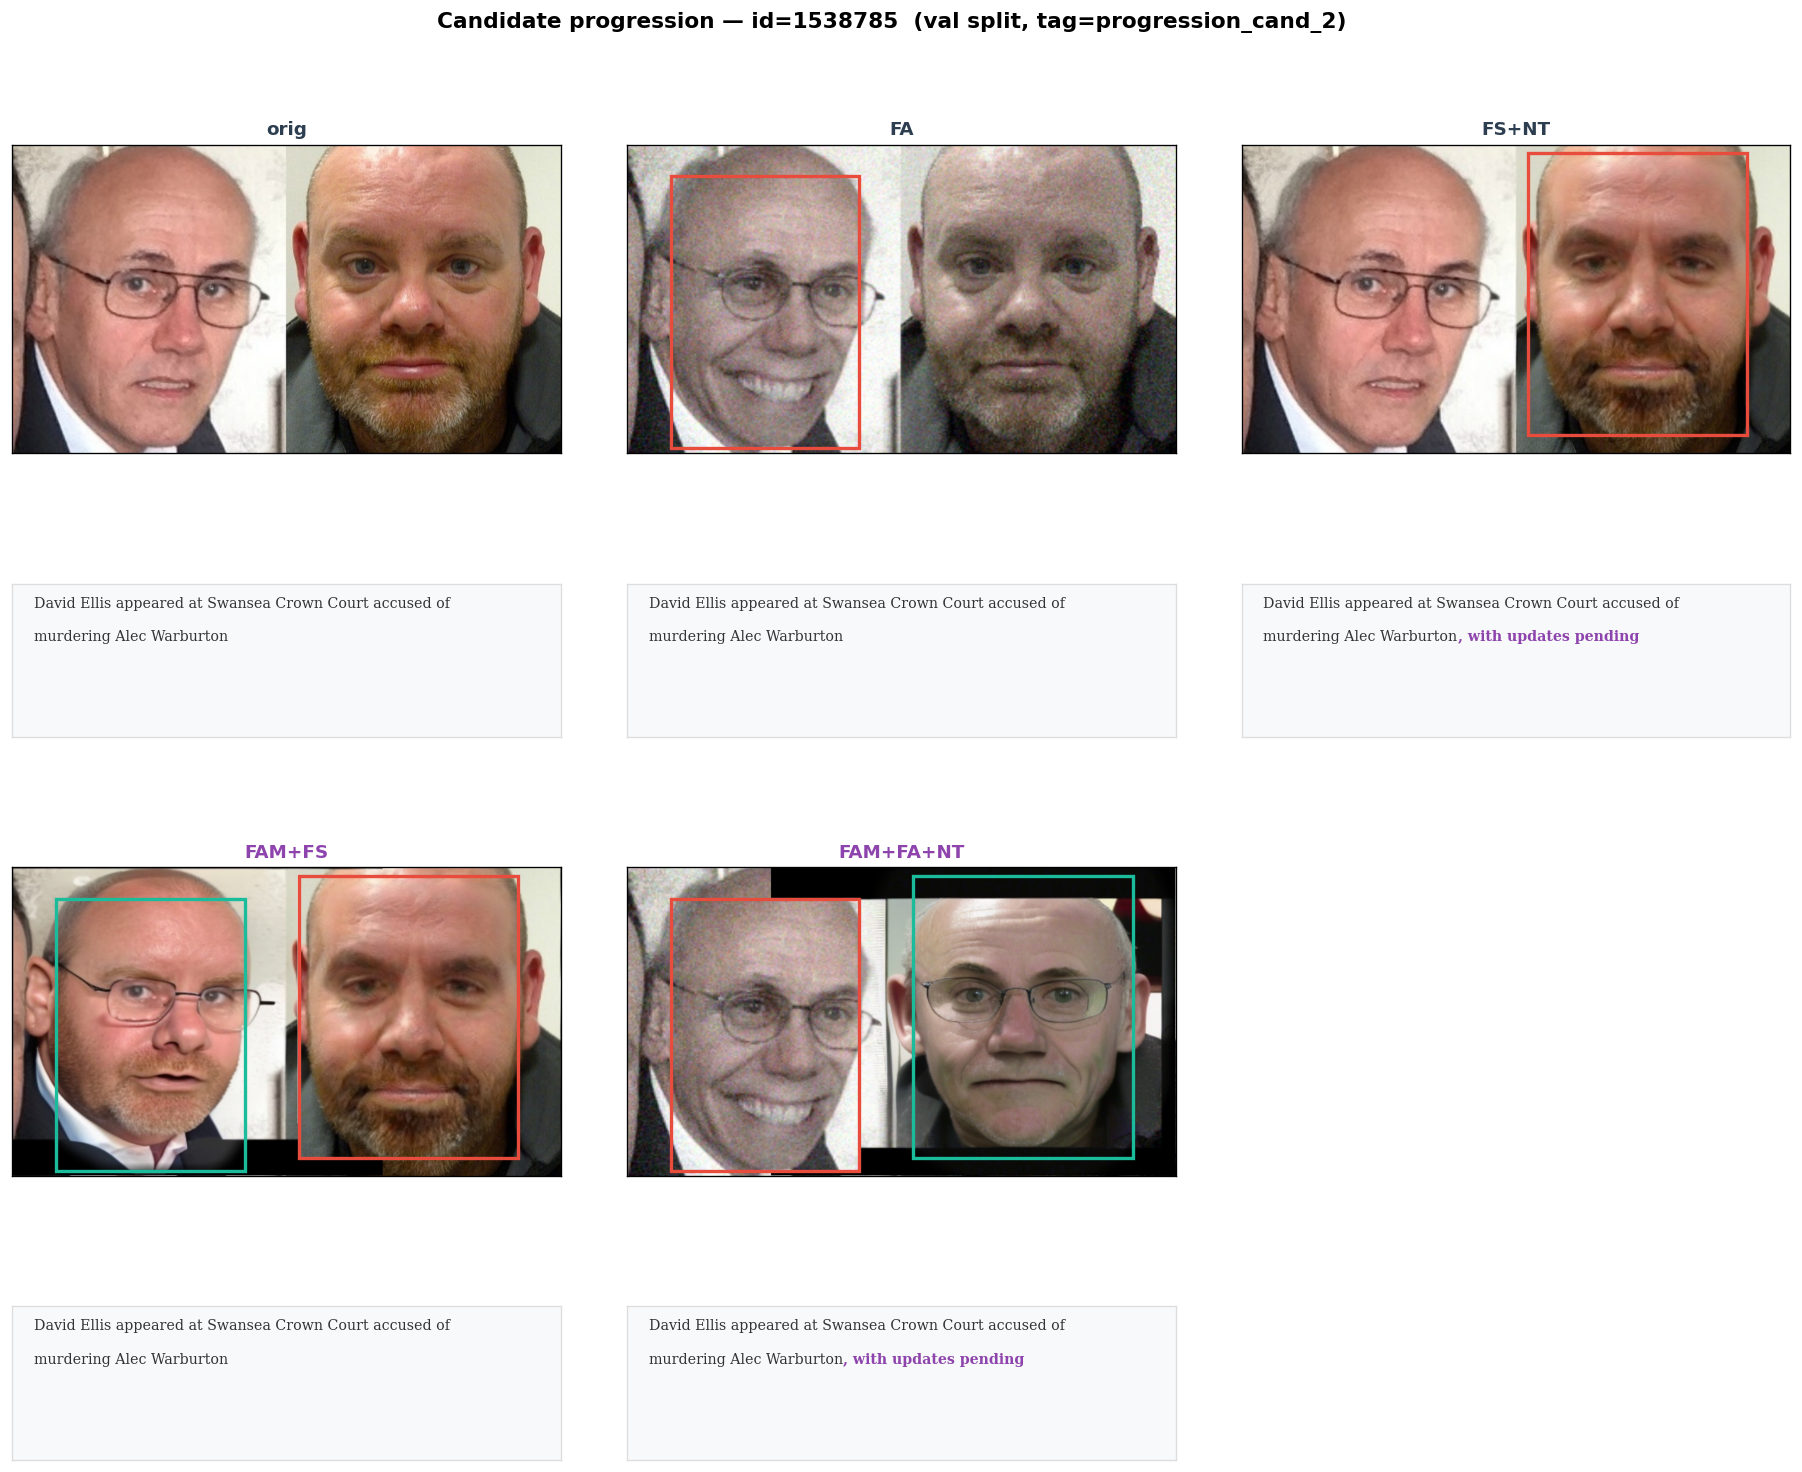 Candidate progression — id=1538785  (val split, tag=progression_cand_2)
orig
FA
FS+NT
David Ellis appeared at Swansea Crown Court accused of
murdering Alec Warburton
David Ellis appeared at Swansea Crown Court accused of
murdering Alec Warburton
David Ellis appeared at Swansea Crown Court accused of
murdering Alec Warburton, with updates pending
FAM+FS
FAM+FA+NT
David Ellis appeared at Swansea Crown Court accused of
murdering Alec Warburton
David Ellis appeared at Swansea Crown Court accused of
murdering Alec Warburton, with updates pending